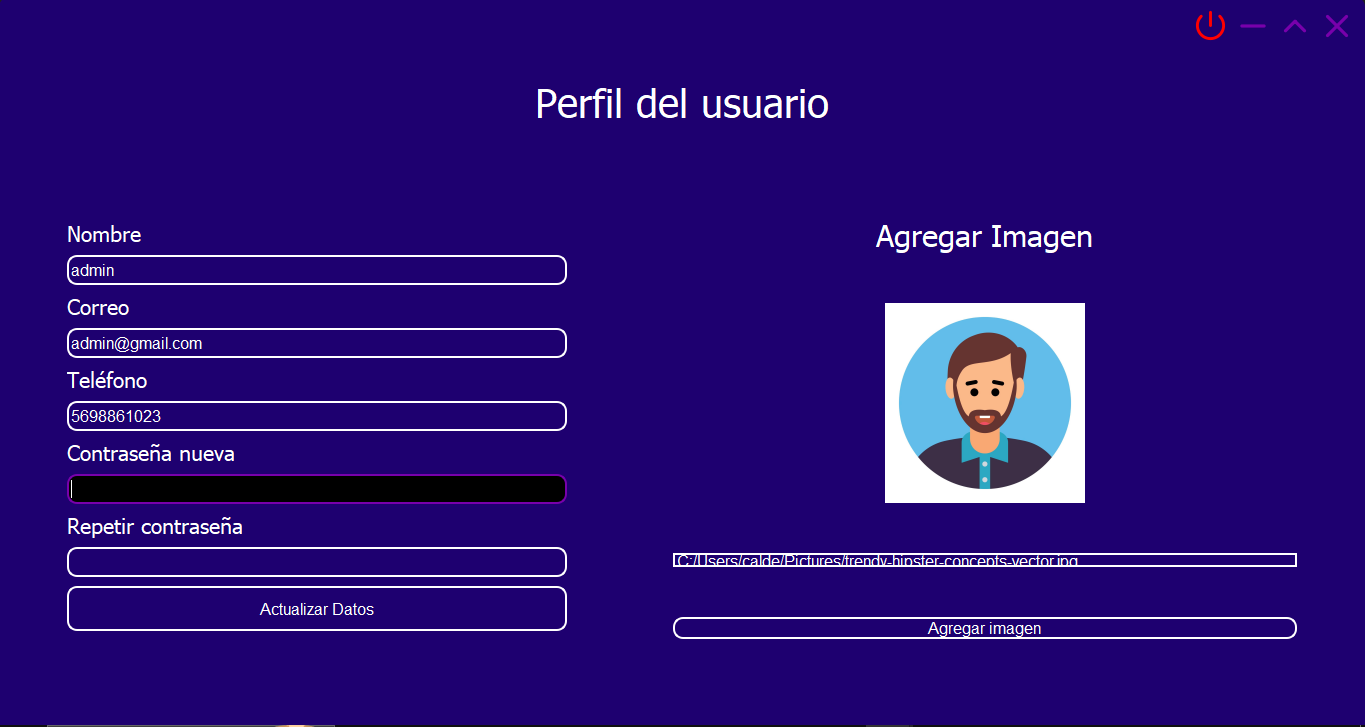 Perfil del usuario
Nombre
admin
Correo
admin@gmail.com
Teléfono
5698861023
Contraseña nueva
Repetir contraseña
Actualizar Datos
Agregar Imagen
C:/Users/calde/Pictures/trendy-hipster-concepts-vector.jpg
Agregar imagen